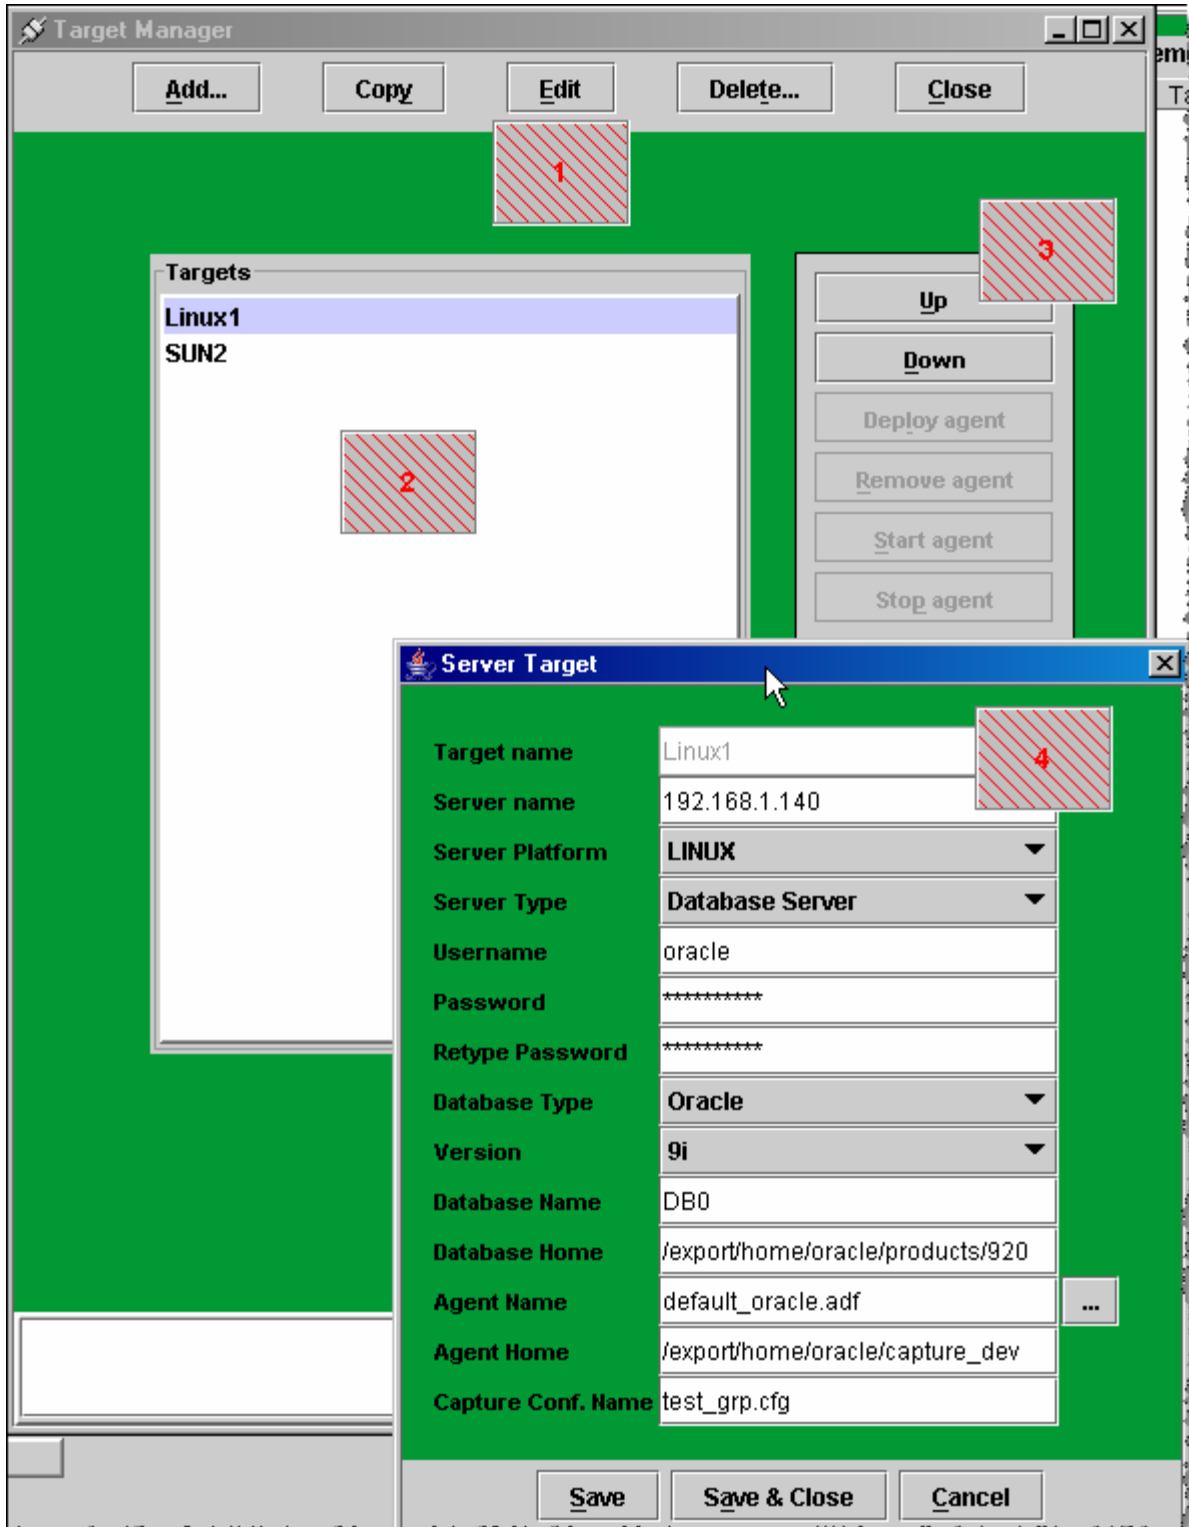 Target Manager
Add... Copy Edit Delete... Close
1
3
Targets
Linux1
SUN2
2
Up
Down
Deploy agent
Remove agent
Start agent
Stop agent
Server Target
4
Target name Linux1
Server name 192.168.1.140
Server Platform LINUX
Server Type Database Server
Username oracle
Password **********
Retype Password **********
Database Type Oracle
Version 9i
Database Name DB0
Database Home /export/home/oracle/products/920
Agent Name default_oracle.adf ...
Agent Home /export/home/oracle/capture_dev
Capture Conf. Name test_grp.cfg
Save Save & Close Cancel